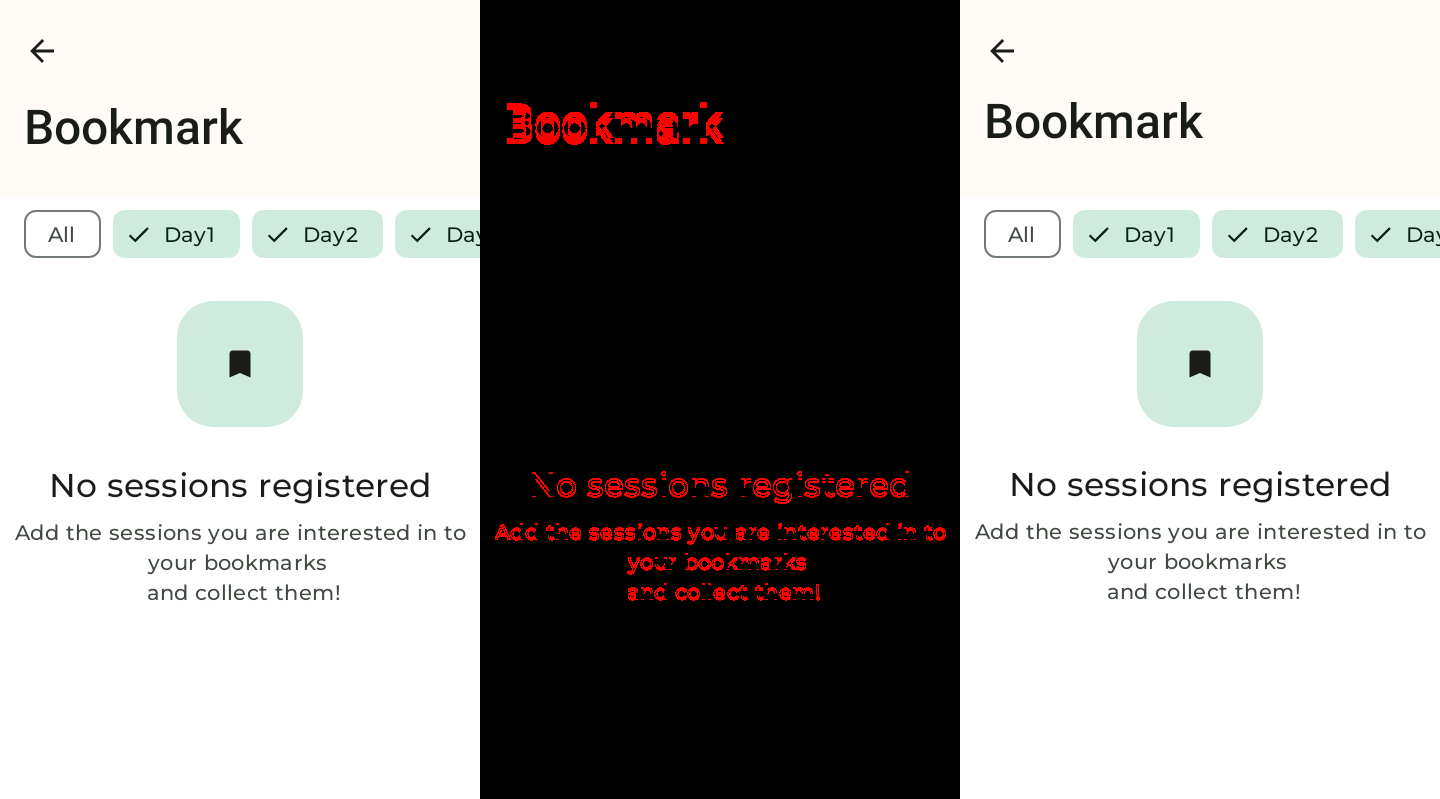 Bookmark
All
Day1
Day2
Day
No sessions registered
Add the sessions you are interested in to
your bookmarks
and collect them!
Bookmark
No sessions registered
Add the sessions you are interested in to
your bookmarks
and collect them!
Bookmark
All
Day1
Day2
Day
No sessions registered
Add the sessions you are interested in to
your bookmarks
and collect them!